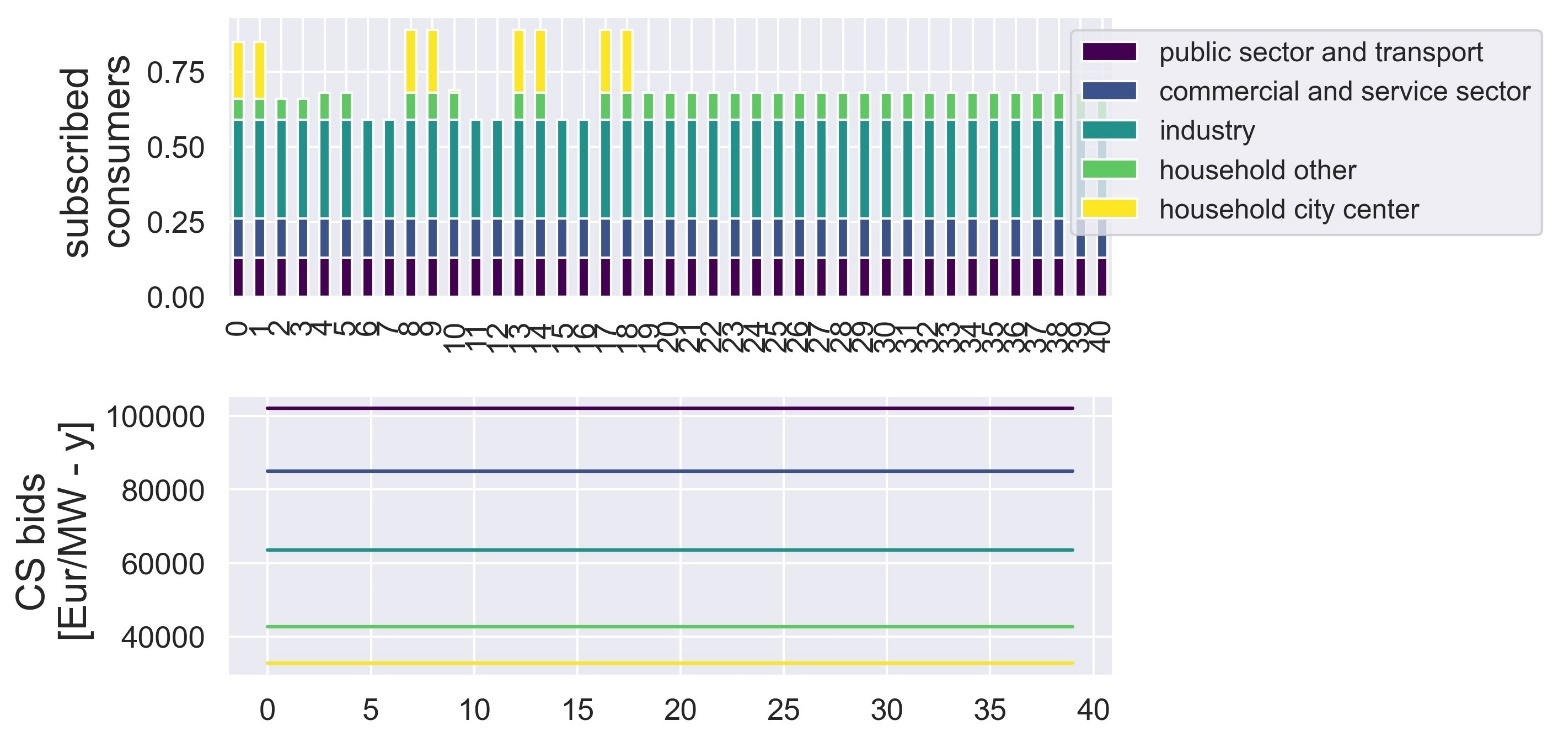 subscribed
consumers
0.75
0.50
0.25
0.00
public sector and transport
commercial and service sector
industry
household other
household city center
0 1 2 3 4 5 6 7 8 9 10 11 12 13 14 15 16 17 18 19 20 21 22 23 24 25 26 27 28 29 30 31 32 33 34 35 36 37 38 39 40
CS bids
[Eur/MW - y]
100000
80000
60000
40000
0 5 10 15 20 25 30 35 40